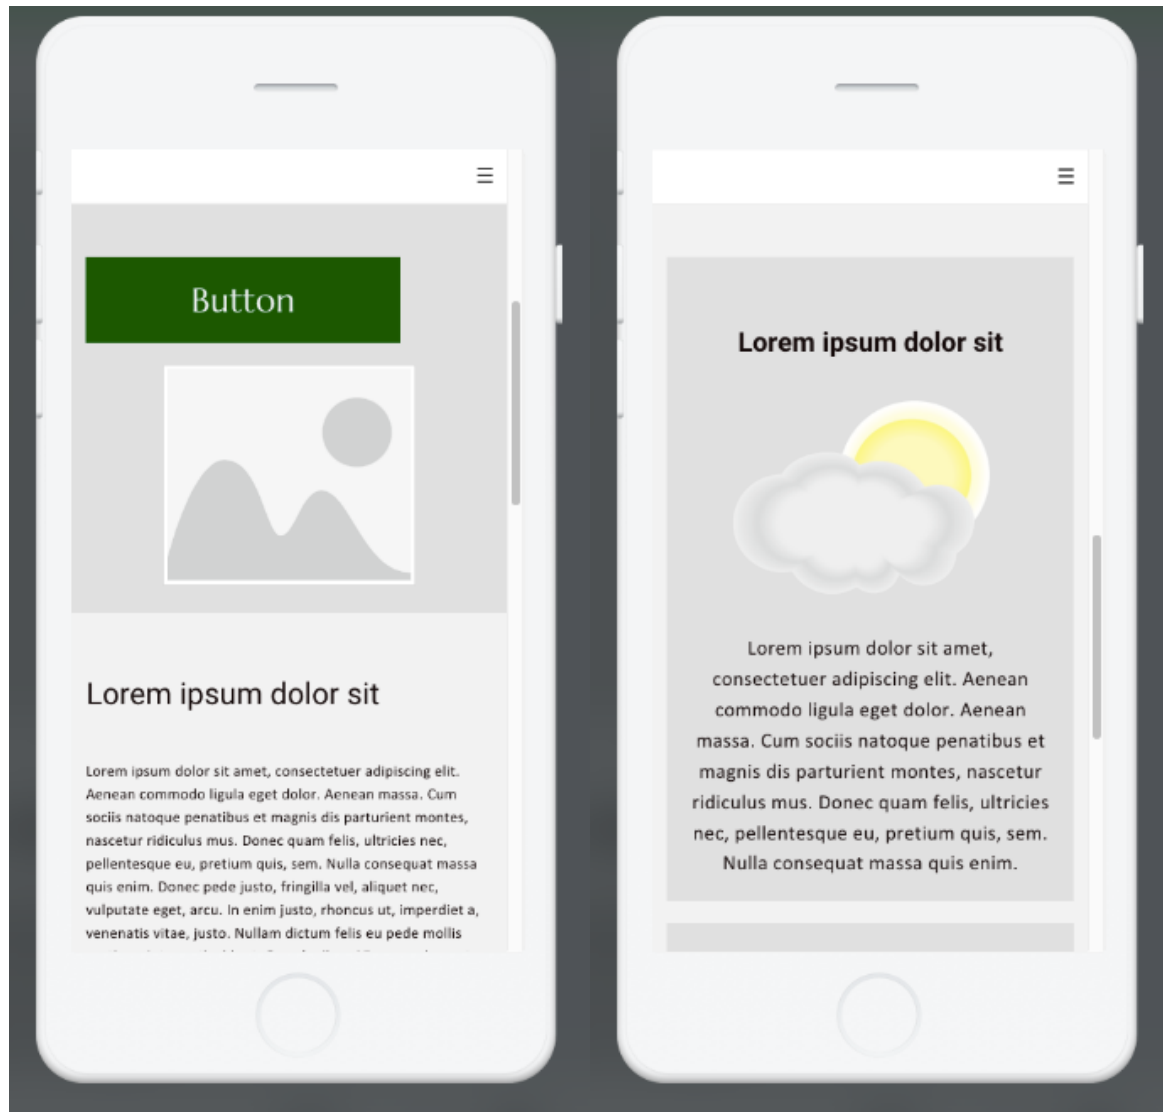 Button
Lorem ipsum dolor sit
Lorem ipsum dolor sit amet, consectetuer adipiscing elit.
Aenean commodo ligula eget dolor. Aenean massa. Cum
sociis natoque penatibus et magnis dis parturient montes,
nascetur ridiculus mus. Donec quam felis, ultricies nec,
pellentesque eu, pretium quis, sem. Nulla consequat massa
quis enim. Donec pede justo, fringilla vel, aliquet nec,
vulputate eget, arcu. In enim justo, rhoncus ut, imperdiet a,
venenatis vitae, justo. Nullam dictum felis eu pede mollis
Lorem ipsum dolor sit
Lorem ipsum dolor sit amet,
consectetuer adipiscing elit. Aenean
commodo ligula eget dolor. Aenean
massa. Cum sociis natoque penatibus et
magnis dis parturient montes, nascetur
ridiculus mus. Donec quam felis, ultricies
nec, pellentesque eu, pretium quis, sem.
Nulla consequat massa quis enim.